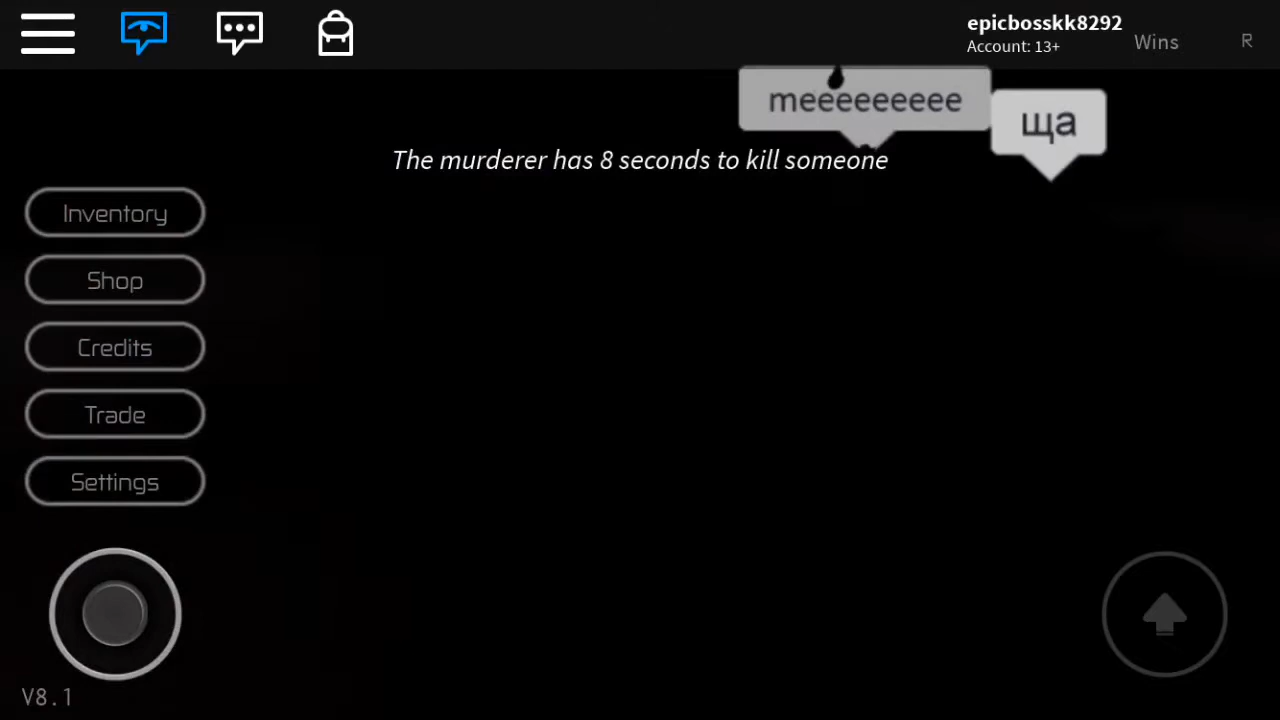 epicbosskk8292
Account: 13+
Wins
R
meeeeeeeee
ща
The murderer has 8 seconds to kill someone
Inventory
Shop
Credits
Trade
Settings
V8.1